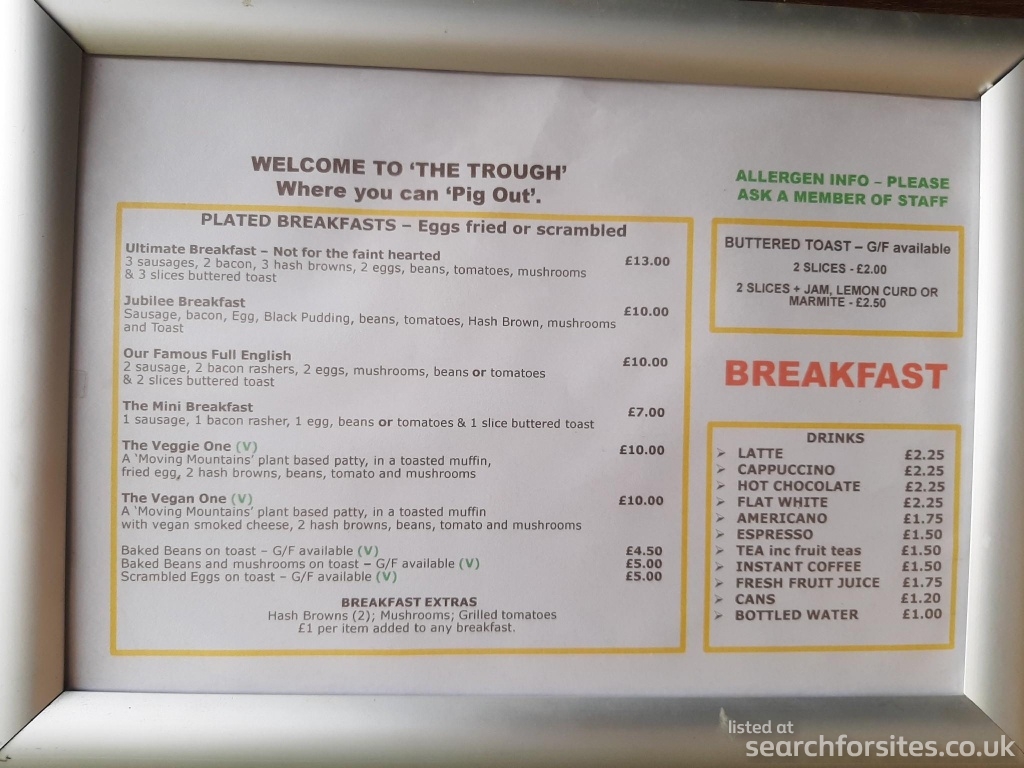 WELCOME TO ‘THE TROUGH’
Where you can ‘Pig Out’.
PLATED BREAKFASTS – Eggs fried or scrambled
Ultimate Breakfast – Not for the faint hearted £13.00
3 sausages, 2 bacon, 3 hash browns, 2 eggs, beans, tomatoes, mushrooms
& 3 slices buttered toast
Jubilee Breakfast £10.00
Sausage, bacon, Egg, Black Pudding, beans, tomatoes, Hash Brown, mushrooms
and Toast
Our Famous Full English £10.00
2 sausage, 2 bacon rashers, 2 eggs, mushrooms, beans or tomatoes
& 2 slices buttered toast
The Mini Breakfast £7.00
1 sausage, 1 bacon rasher, 1 egg, beans or tomatoes & 1 slice buttered toast
The Veggie One (V) £10.00
A ‘Moving Mountains’ plant based patty, in a toasted muffin,
fried egg, 2 hash browns, beans, tomato and mushrooms
The Vegan One (V) £10.00
A ‘Moving Mountains’ plant based patty, in a toasted muffin
with vegan smoked cheese, 2 hash browns, beans, tomato and mushrooms
Baked Beans on toast – G/F available (V) £4.50
Baked Beans and mushrooms on toast – G/F available (V) £5.00
Scrambled Eggs on toast – G/F available (V) £5.00
BREAKFAST EXTRAS
Hash Browns (2); Mushrooms; Grilled tomatoes
£1 per item added to any breakfast.
ALLERGEN INFO – PLEASE
ASK A MEMBER OF STAFF
BUTTERED TOAST – G/F available
2 SLICES - £2.00
2 SLICES + JAM, LEMON CURD OR
MARMITE - £2.50
BREAKFAST
DRINKS
➢ LATTE £2.25
➢ CAPPUCCINO £2.25
➢ HOT CHOCOLATE £2.25
➢ FLAT WHITE £2.25
➢ AMERICANO £1.75
➢ ESPRESSO £1.50
➢ TEA inc fruit teas £1.50
➢ INSTANT COFFEE £1.50
➢ FRESH FRUIT JUICE £1.75
➢ CANS £1.20
➢ BOTTLED WATER £1.00
listed at
searchforsites.co.uk